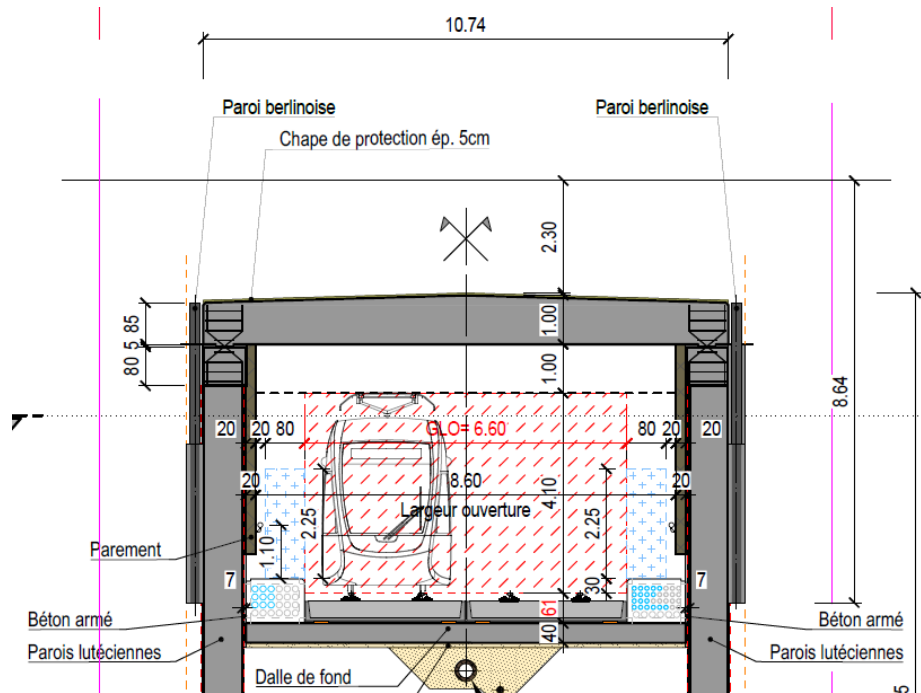 10.74
Paroi berlinoise
Paroi berlinoise
Chape de protection ép. 5cm
2.30
85
5
80
1.00
1.00
8.64
20 20 80
GLO= 6.60
80 20 20
20
8.60
20
4.10
Largeur ouverture
2.25
2.25
1.10
Parement
7
30
7
61
Béton armé
Béton armé
40
Parois lutéciennes
Parois lutéciennes
Dalle de fond
5